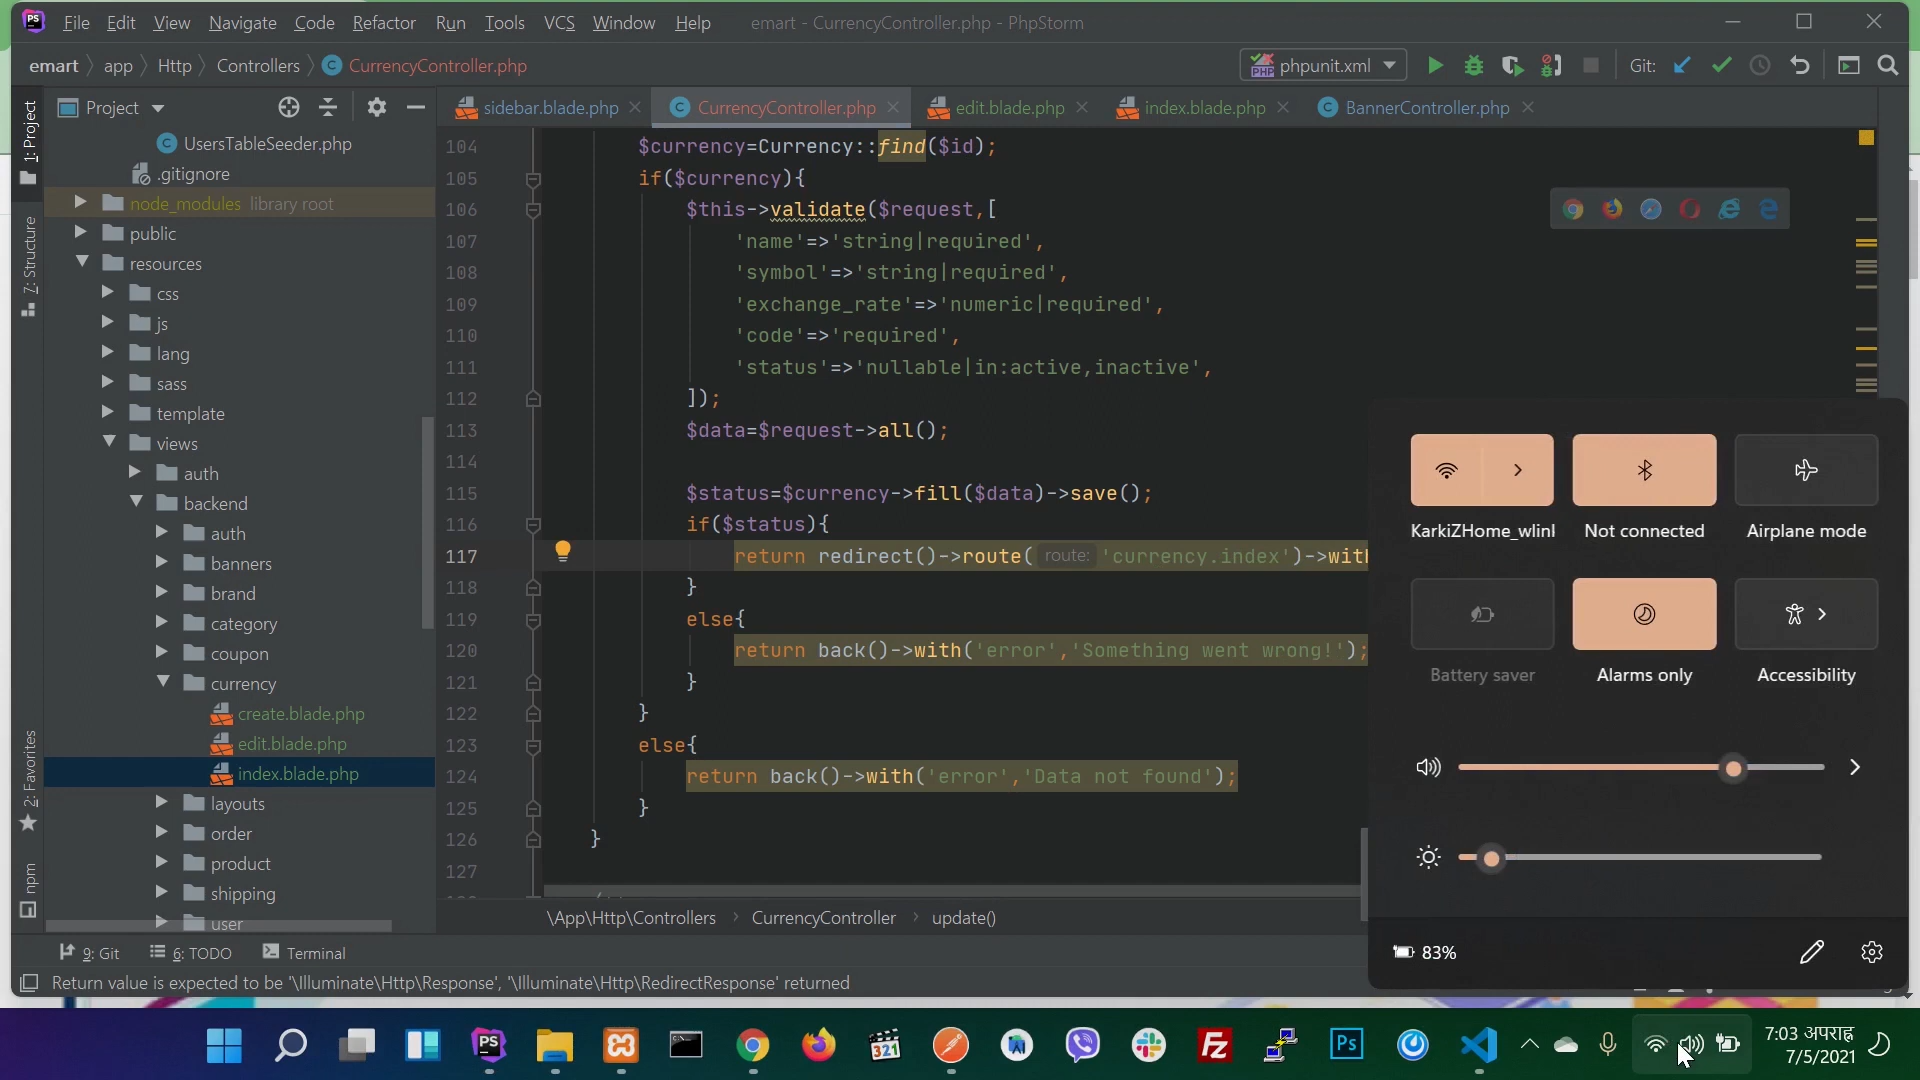 File Edit View Navigate Code Refactor Run Tools VCS Window Help emart - CurrencyController.php - PhpStorm
emart app Http Controllers CurrencyController.php phpunit.xml Git:
Project sidebar.blade.php CurrencyController.php edit.blade.php index.blade.php BannerController.php
1: Project
7: Structure
2: Favorites
npm
UsersTableSeeder.php
.gitignore
node_modules library root
public
resources
css
js
lang
sass
template
views
auth
backend
auth
banners
brand
category
coupon
currency
create.blade.php
edit.blade.php
index.blade.php
layouts
order
product
shipping
user
104 $currency=Currency::find($id);
105 if($currency){
106 $this->validate($request,[
107 'name'=>'string|required',
108 'symbol'=>'string|required',
109 'exchange_rate'=>'numeric|required',
110 'code'=>'required',
111 'status'=>'nullable|in:active,inactive',
112 ]);
113 $data=$request->all();
114
115 $status=$currency->fill($data)->save();
116 if($status){
117 return redirect()->route( route: 'currency.index')->with
118 }
119 else{
120 return back()->with('error','Something went wrong!');
121 }
122 }
123 else{
124 return back()->with('error','Data not found');
125 }
126 }
127
\App\Http\Controllers CurrencyController update()
9: Git 6: TODO Terminal
Return value is expected to be '\Illuminate\Http\Response', '\Illuminate\Http\RedirectResponse' returned
KarkiZHome_wlinl Not connected Airplane mode
Battery saver Alarms only Accessibility
83%
7:03 अपराह्न
7/5/2021